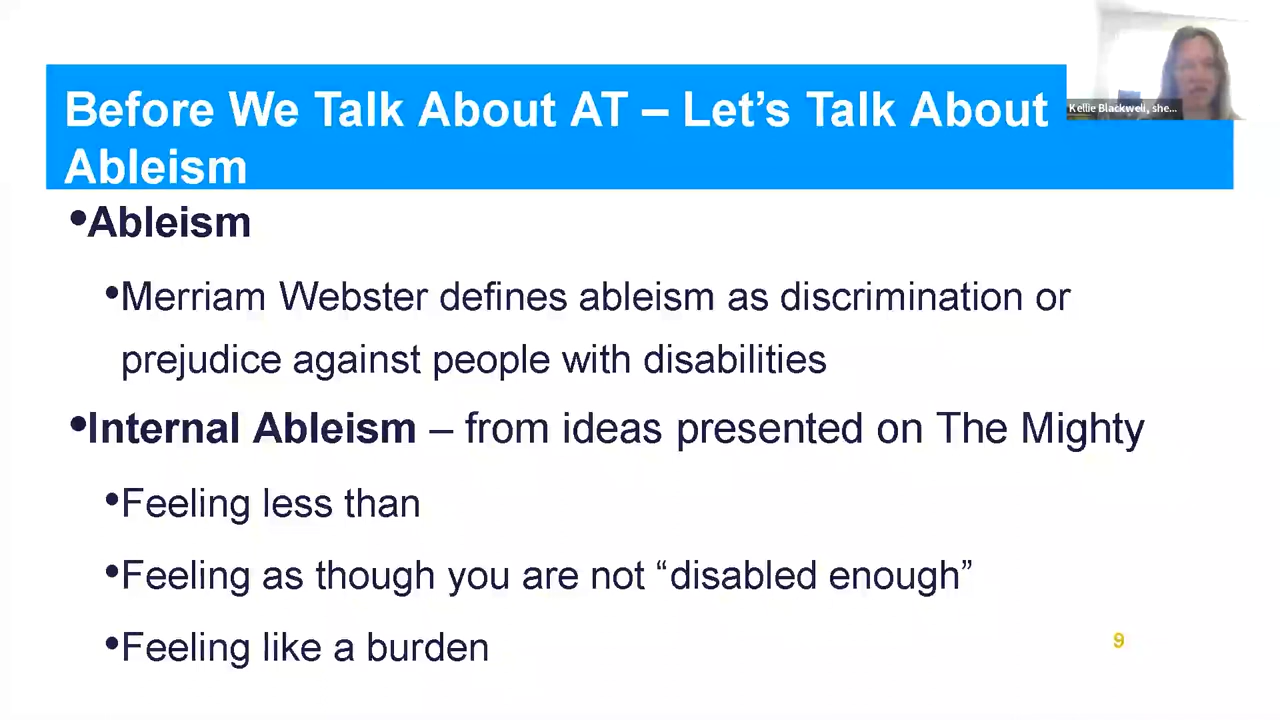 Before We Talk About AT – Let’s Talk About
Ableism
Kellie Blackwell, she...
•Ableism
•Merriam Webster defines ableism as discrimination or
prejudice against people with disabilities
•Internal Ableism – from ideas presented on The Mighty
•Feeling less than
•Feeling as though you are not “disabled enough”
•Feeling like a burden
9